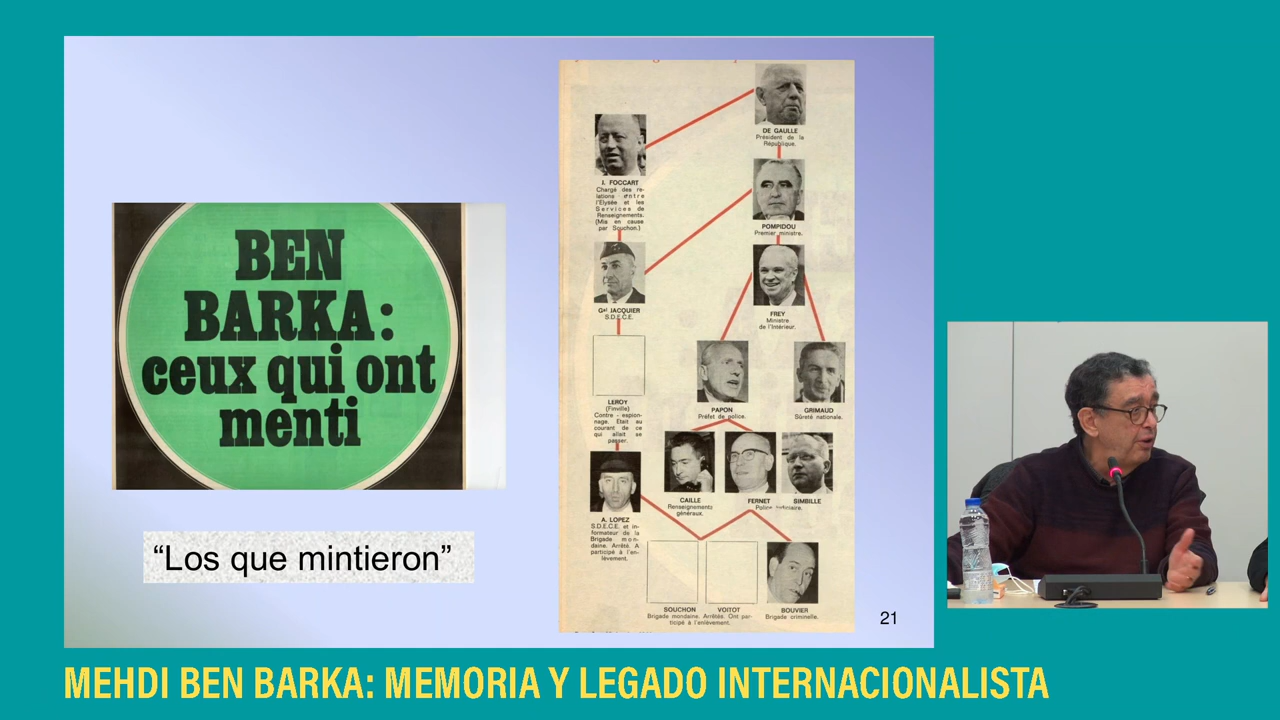 BEN
BARKA:
ceux qui ont
menti
“Los que mintieron”
DE GAULLE
Président de la
République.
J. FOCCART
Chargé des re-
lations entre
l'Elysée et les
Services de
Renseignements.
(Mis en cause
par Souchon.)
POMPIDOU
Premier ministre.
Gal JACQUIER
S.D.E.C.E.
FREY
Ministre
de l'Intérieur.
LEROY
(Finville)
Contre-espion-
nage. Était au
courant de ce
qui allait se
passer.
PAPON
Préfet de police.
GRIMAUD
Sûreté nationale.
CAILLE
Renseignements
généraux.
FERNET
SIMBILLE
Police judiciaire.
A. LOPEZ
S.D.E.C.E. et in-
formateur de la
Brigade mon-
daine. Arrêté. A
participé à l'en-
lèvement.
SOUCHON
VOITOT
Brigade mondaine. Arrêtés. Ont par-
ticipé à l'enlèvement.
BOUVIER
Brigade criminelle.
21
MEHDI BEN BARKA: MEMORIA Y LEGADO INTERNACIONALISTA